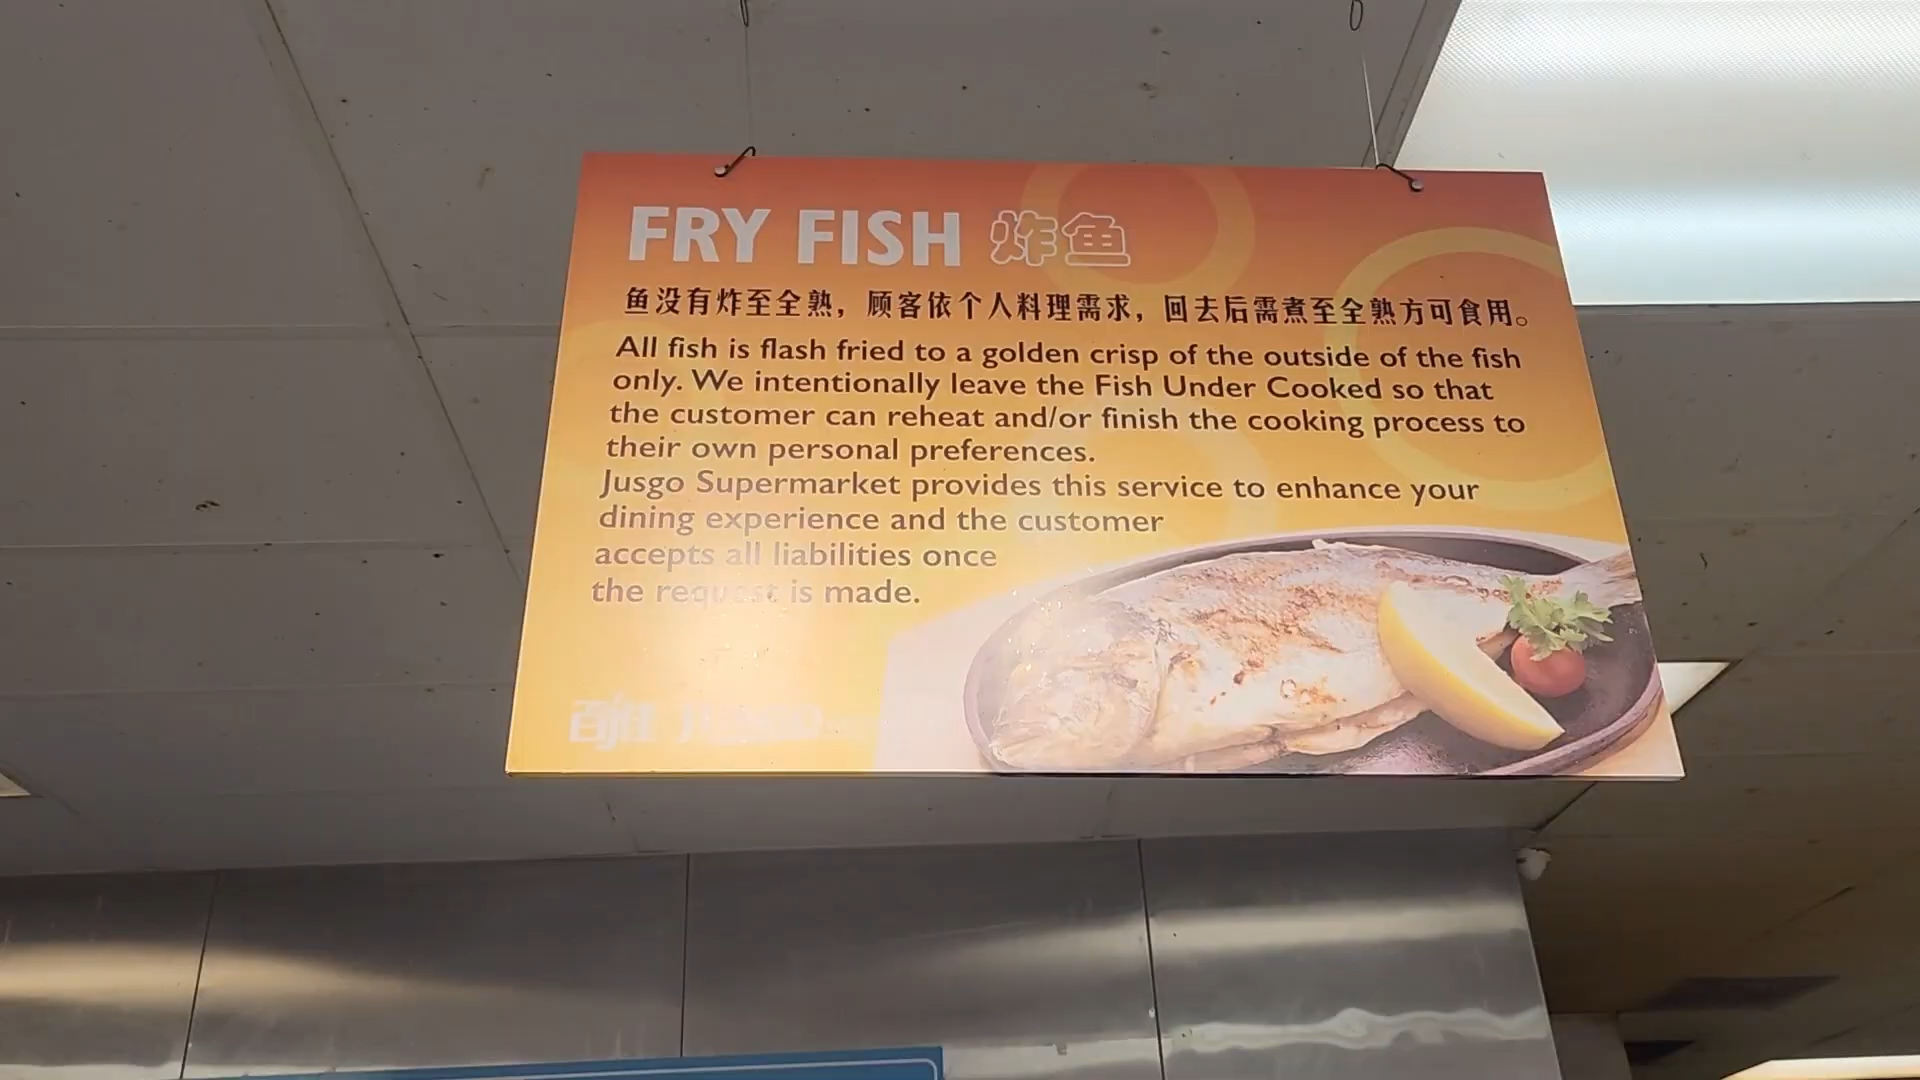 FRY FISH 炸鱼
鱼没有炸至全熟，顾客依个人料理需求，回去后需煮至全熟方可食用。
All fish is flash fried to a golden crisp of the outside of the fish
only. We intentionally leave the Fish Under Cooked so that
the customer can reheat and/or finish the cooking process to
their own personal preferences.
Jusgo Supermarket provides this service to enhance your
dining experience and the customer
accepts all liabilities once
the request is made.